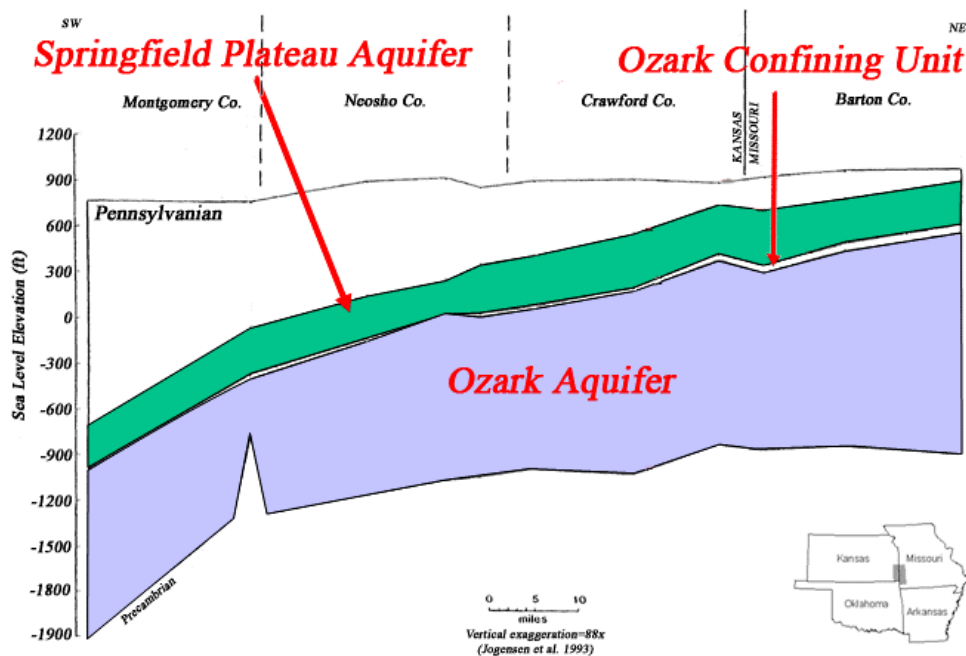 SW
NE
Springfield Plateau Aquifer
Ozark Confining Unit
Montgomery Co.
Neosho Co.
Crawford Co.
KANSAS
MISSOURI
Barton Co.
1200
900
600
300
0
-300
-600
-900
-1200
-1500
-1800
-1900
Sea Level Elevation (ft)
Pennsylvanian
Ozark Aquifer
Precambrian
0 5 10
miles
Vertical exaggeration=88x
(Jogensen et al. 1993)
Kansas
Missouri
Oklahoma
Arkansas